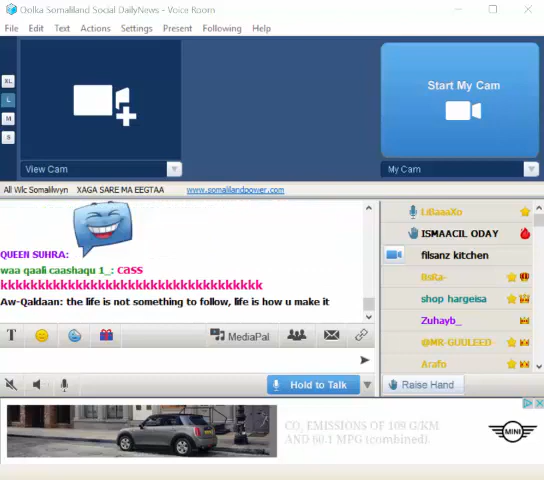 Oolka Somaliland Social DailyNews - Voice Room
File Edit Text Actions Settings Present Following Help
XL
L
M
S
View Cam
Start My Cam
My Cam
All Wlc Somalilwyn XAGA SARE MA EEGTAA www.somalilandpower.com
QUEEN SUHRA:
waa qaali caashaqu 1_: cass
kkkkkkkkkkkkkkkkkkkkkkkkkkkkkkkkkkk
Aw-Qaldaan: the life is not something to follow, life is how u make it
LiBaaaXo
ISMAACIL ODAY
filsanz kitchen
BsRa-
shop hargeisa
Zuhayb_
@MR-GUULEED-
Arafo
T
MediaPal
Hold to Talk
Raise Hand
CO2 EMISSIONS OF 109 G/KM
AND 60.1 MPG (combined).
MINI